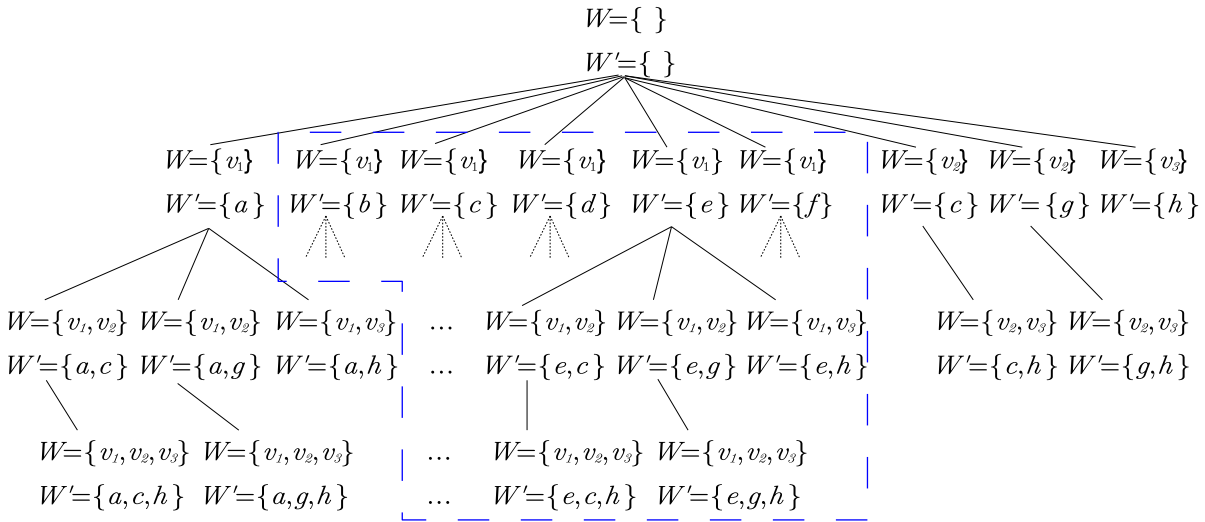 W={ }
W'={ }
W={v₁} W={v₁} W={v₁} W={v₁} W={v₁} W={v₁} W={v₂} W={v₂} W={v₃}
W'={a} W'={b} W'={c} W'={d} W'={e} W'={f} W'={c} W'={g} W'={h}
W={v₁,v₂} W={v₁,v₂} W={v₁,v₃} ... W={v₁,v₂} W={v₁,v₂} W={v₁,v₃} W={v₂,v₃} W={v₂,v₃}
W'={a,c} W'={a,g} W'={a,h} ... W'={e,c} W'={e,g} W'={e,h} W'={c,h} W'={g,h}
W={v₁,v₂,v₃} W={v₁,v₂,v₃} ... W={v₁,v₂,v₃} W={v₁,v₂,v₃}
W'={a,c,h} W'={a,g,h} ... W'={e,c,h} W'={e,g,h}